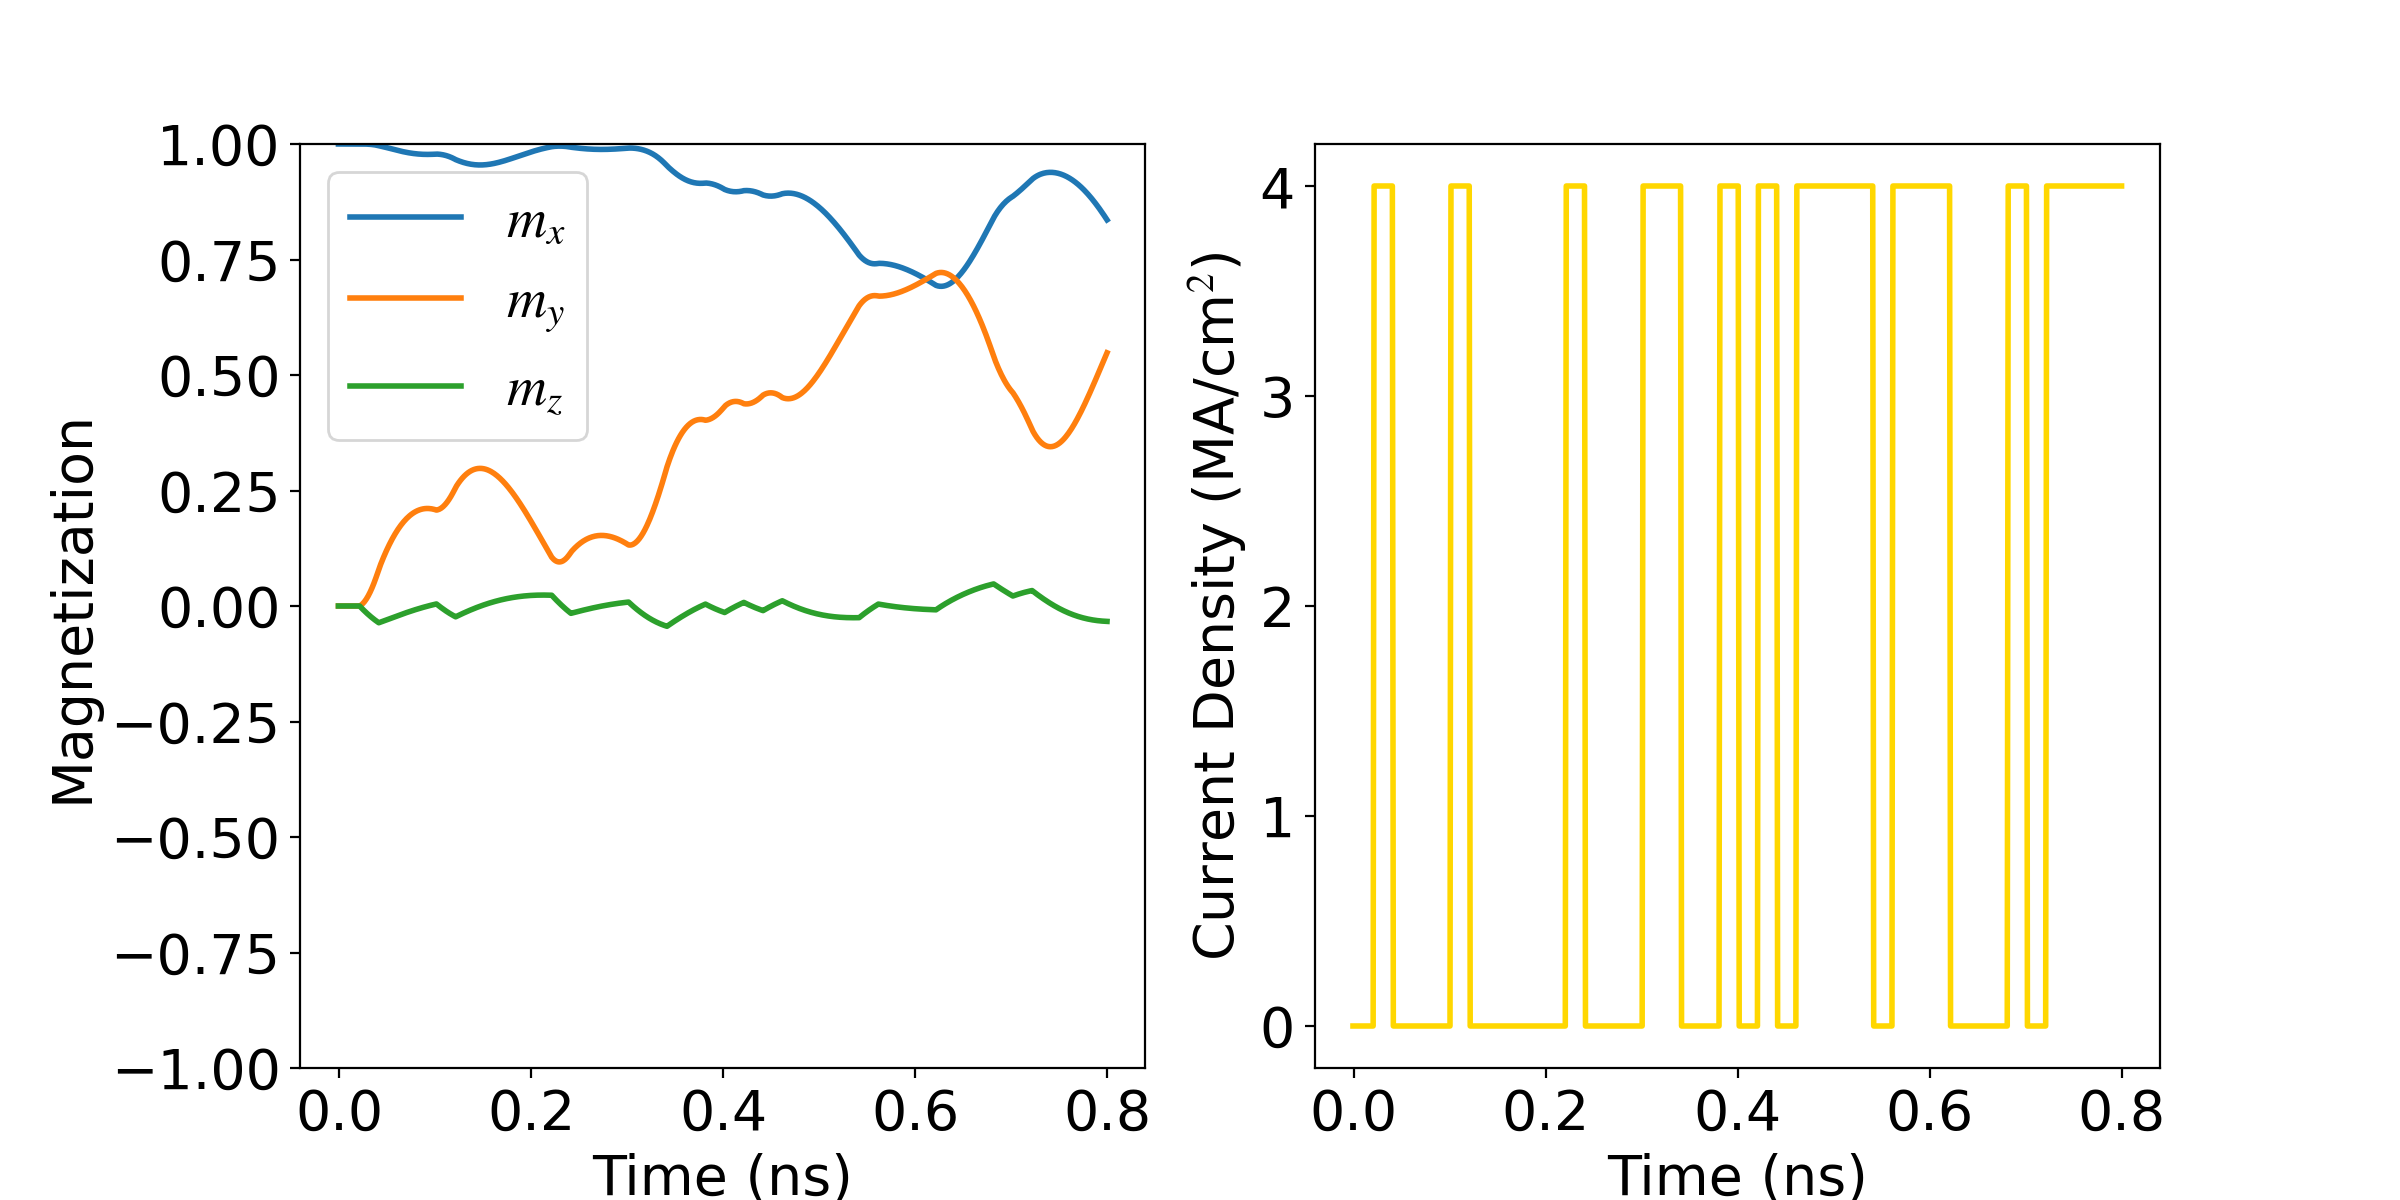 1.00
0.75
0.50
0.25
0.00
−0.25
−0.50
−0.75
−1.00
Magnetization
mₓ
m_y
m_z
0.0 0.2 0.4 0.6 0.8
Time (ns)
4
3
2
1
0
Current Density (MA/cm²)
0.0 0.2 0.4 0.6 0.8
Time (ns)